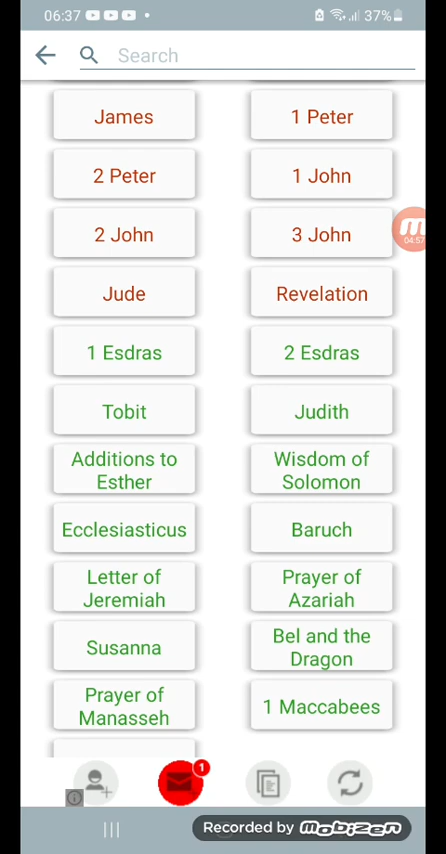 06:37
37%
Search
James
1 Peter
2 Peter
1 John
2 John
3 John
04:57
Jude
Revelation
1 Esdras
2 Esdras
Tobit
Judith
Additions to
Esther
Wisdom of
Solomon
Ecclesiasticus
Baruch
Letter of
Jeremiah
Prayer of
Azariah
Susanna
Bel and the
Dragon
Prayer of
Manasseh
1 Maccabees
1
Recorded by mobizen